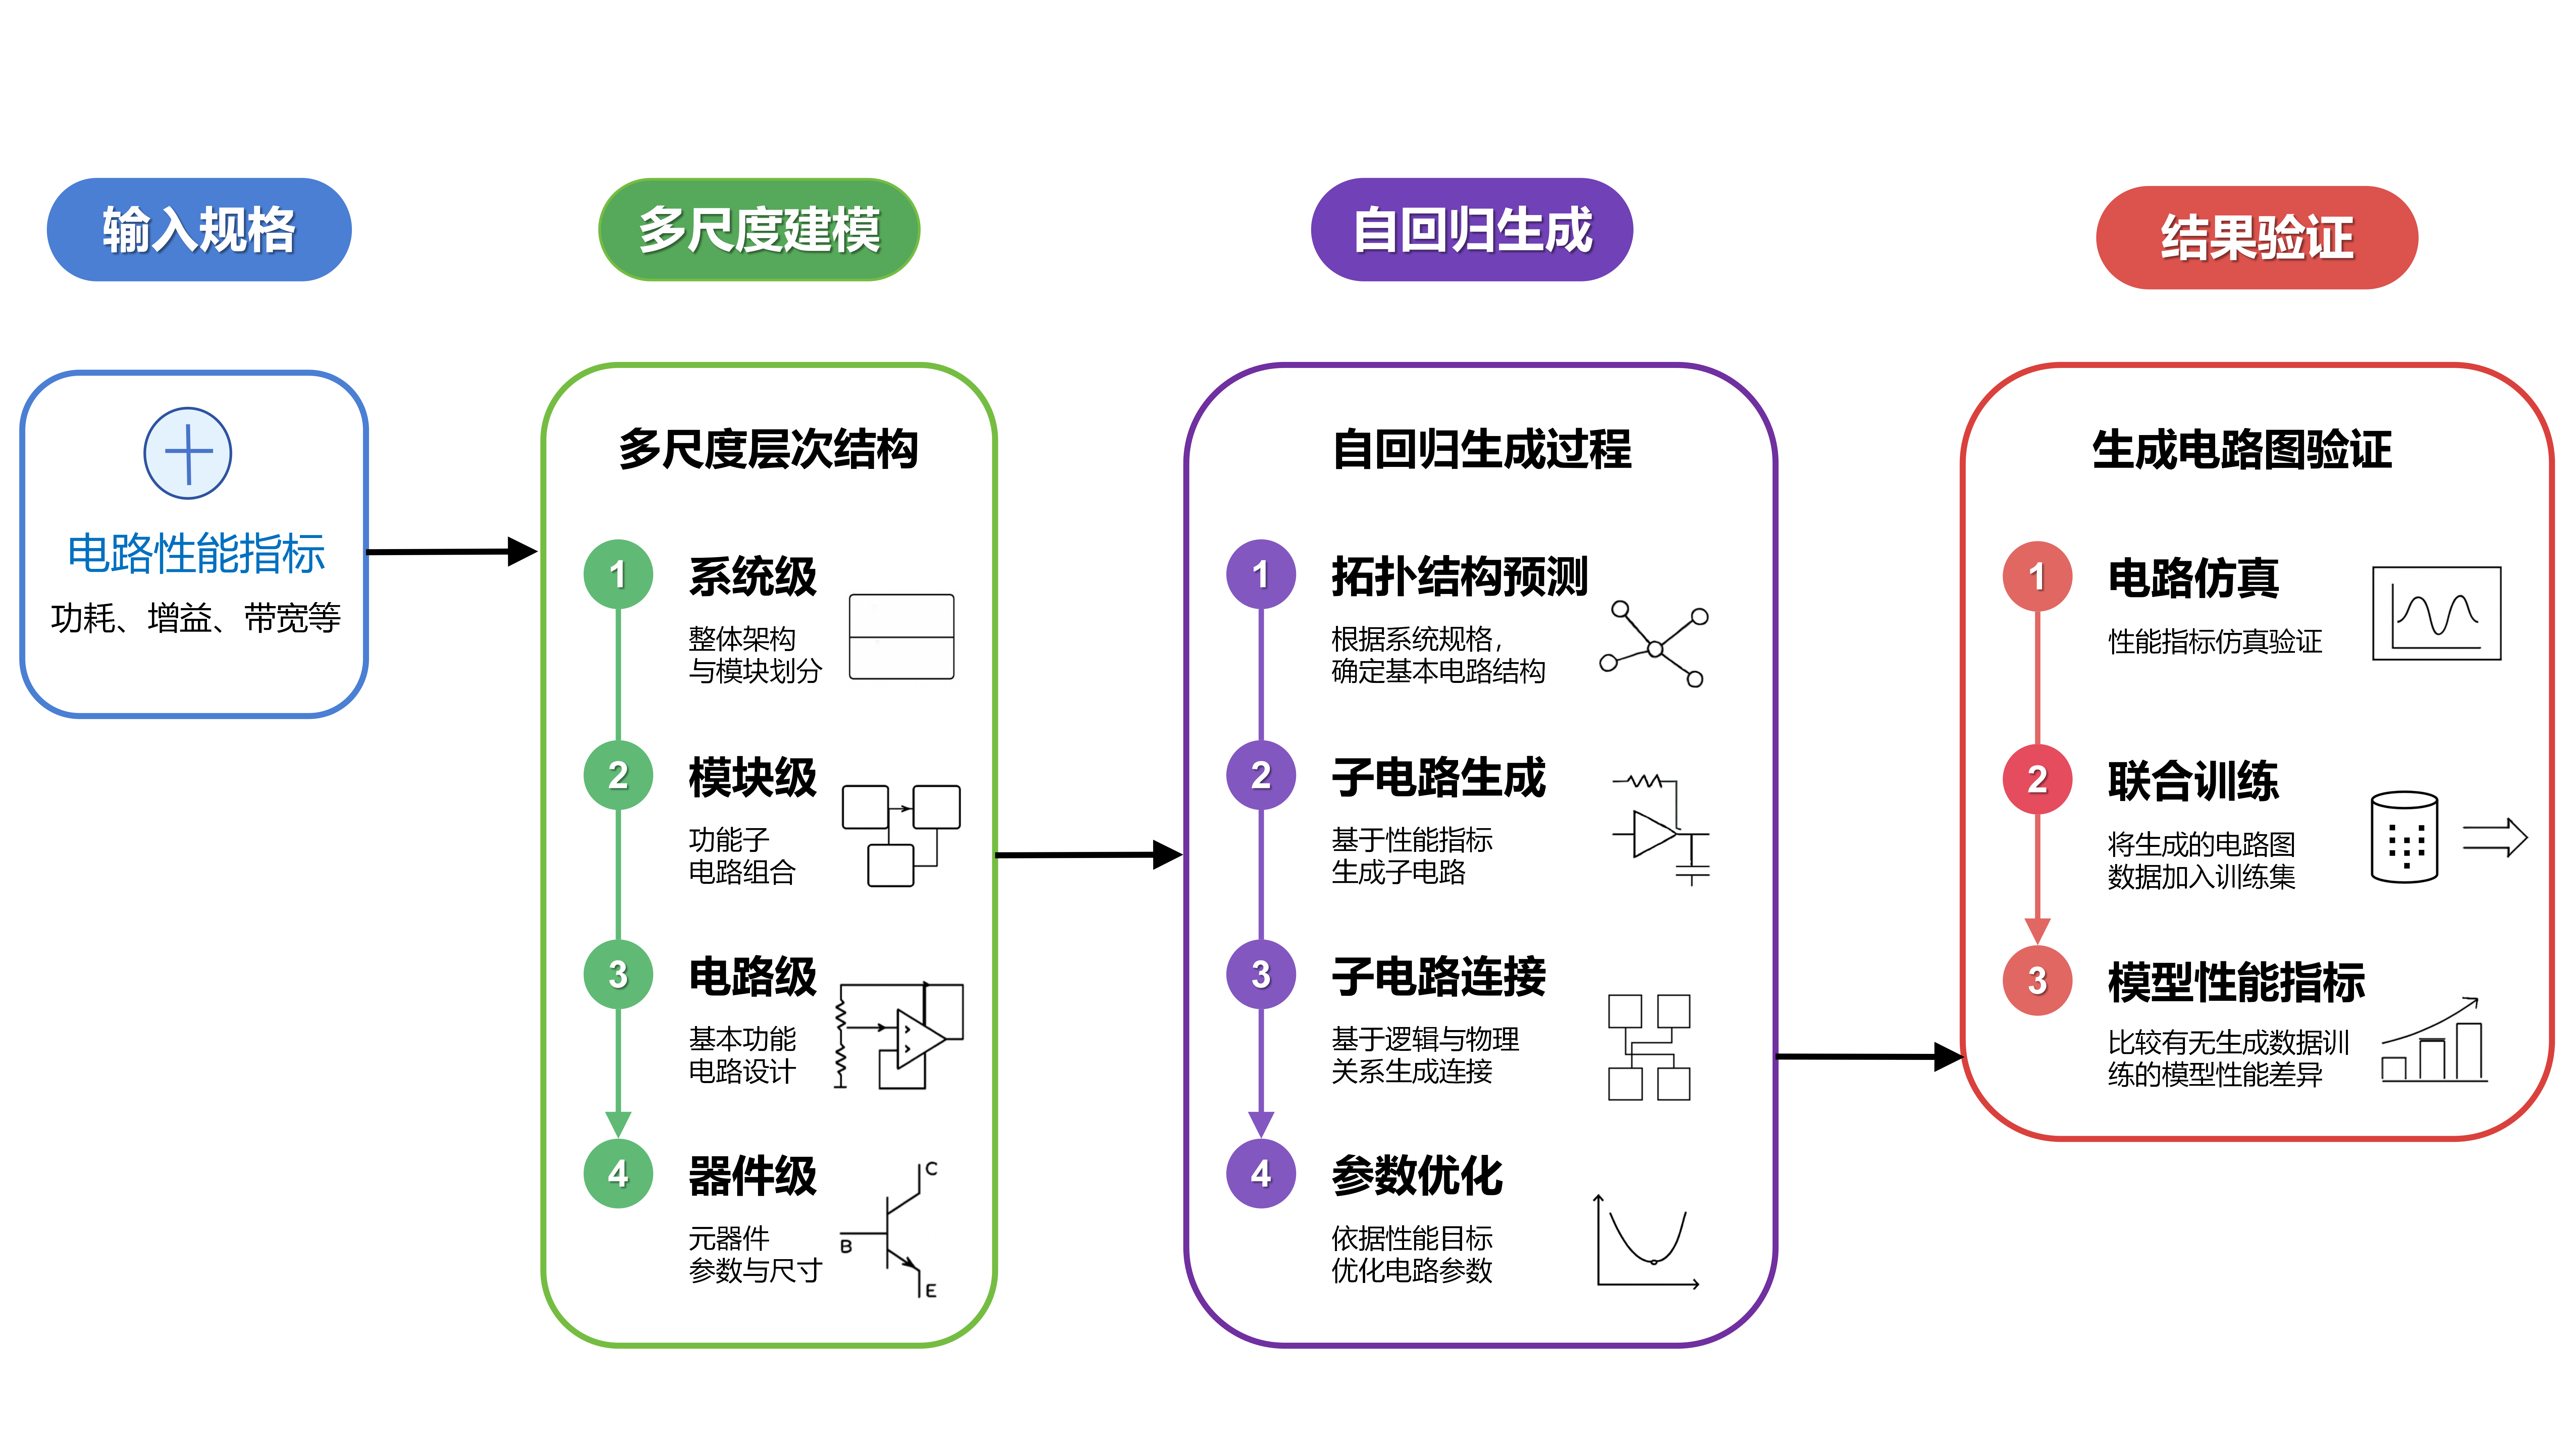 输入规格
多尺度建模
自回归生成
结果验证
电路性能指标
功耗、增益、带宽等
多尺度层次结构
1
系统级
整体架构
与模块划分
2
模块级
功能子
电路组合
3
电路级
基本功能
电路设计
4
器件级
元器件
参数与尺寸
C
B
E
自回归生成过程
1
拓扑结构预测
根据系统规格，
确定基本电路结构
2
子电路生成
基于性能指标
生成子电路
3
子电路连接
基于逻辑与物理
关系生成连接
4
参数优化
依据性能目标
优化电路参数
生成电路图验证
1
电路仿真
性能指标仿真验证
2
联合训练
将生成的电路图
数据加入训练集
3
模型性能指标
比较有无生成数据训
练的模型性能差异